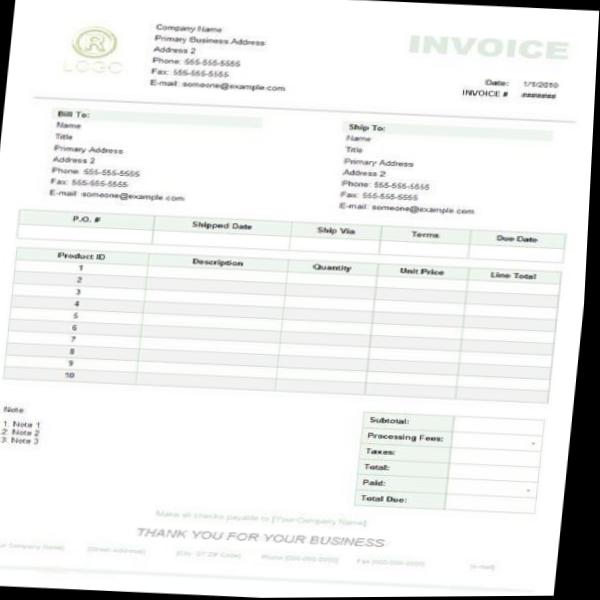 R
LOGO
Company Name
Primary Business Address
Address 2
Phone: 555-555-5555
Fax: 555-555-5555
E-mail: someone@example.com
INVOICE
Date: 1/1/2010
INVOICE # #######
Bill To:
Name
Title
Primary Address
Address 2
Phone: 555-555-5555
Fax: 555-555-5555
E-mail: someone@example.com
Ship To:
Name
Title
Primary Address
Address 2
Phone: 555-555-5555
Fax: 555-555-5555
E-mail: someone@example.com
P.O. # Shipped Date Ship Via Terms Due Date
Product ID Description Quantity Unit Price Line Total
1
2
3
4
5
6
7
8
9
10
Note:
1. Note 1
2. Note 2
3. Note 3
Subtotal:
Processing Fees: -
Taxes:
Total:
Paid: -
Total Due:
Make all checks payable to [Your Company Name]
THANK YOU FOR YOUR BUSINESS
Company Name] [Street Address] [City, ST ZIP Code] Phone [000-000-0000] Fax [000-000-0000] [e-mail]